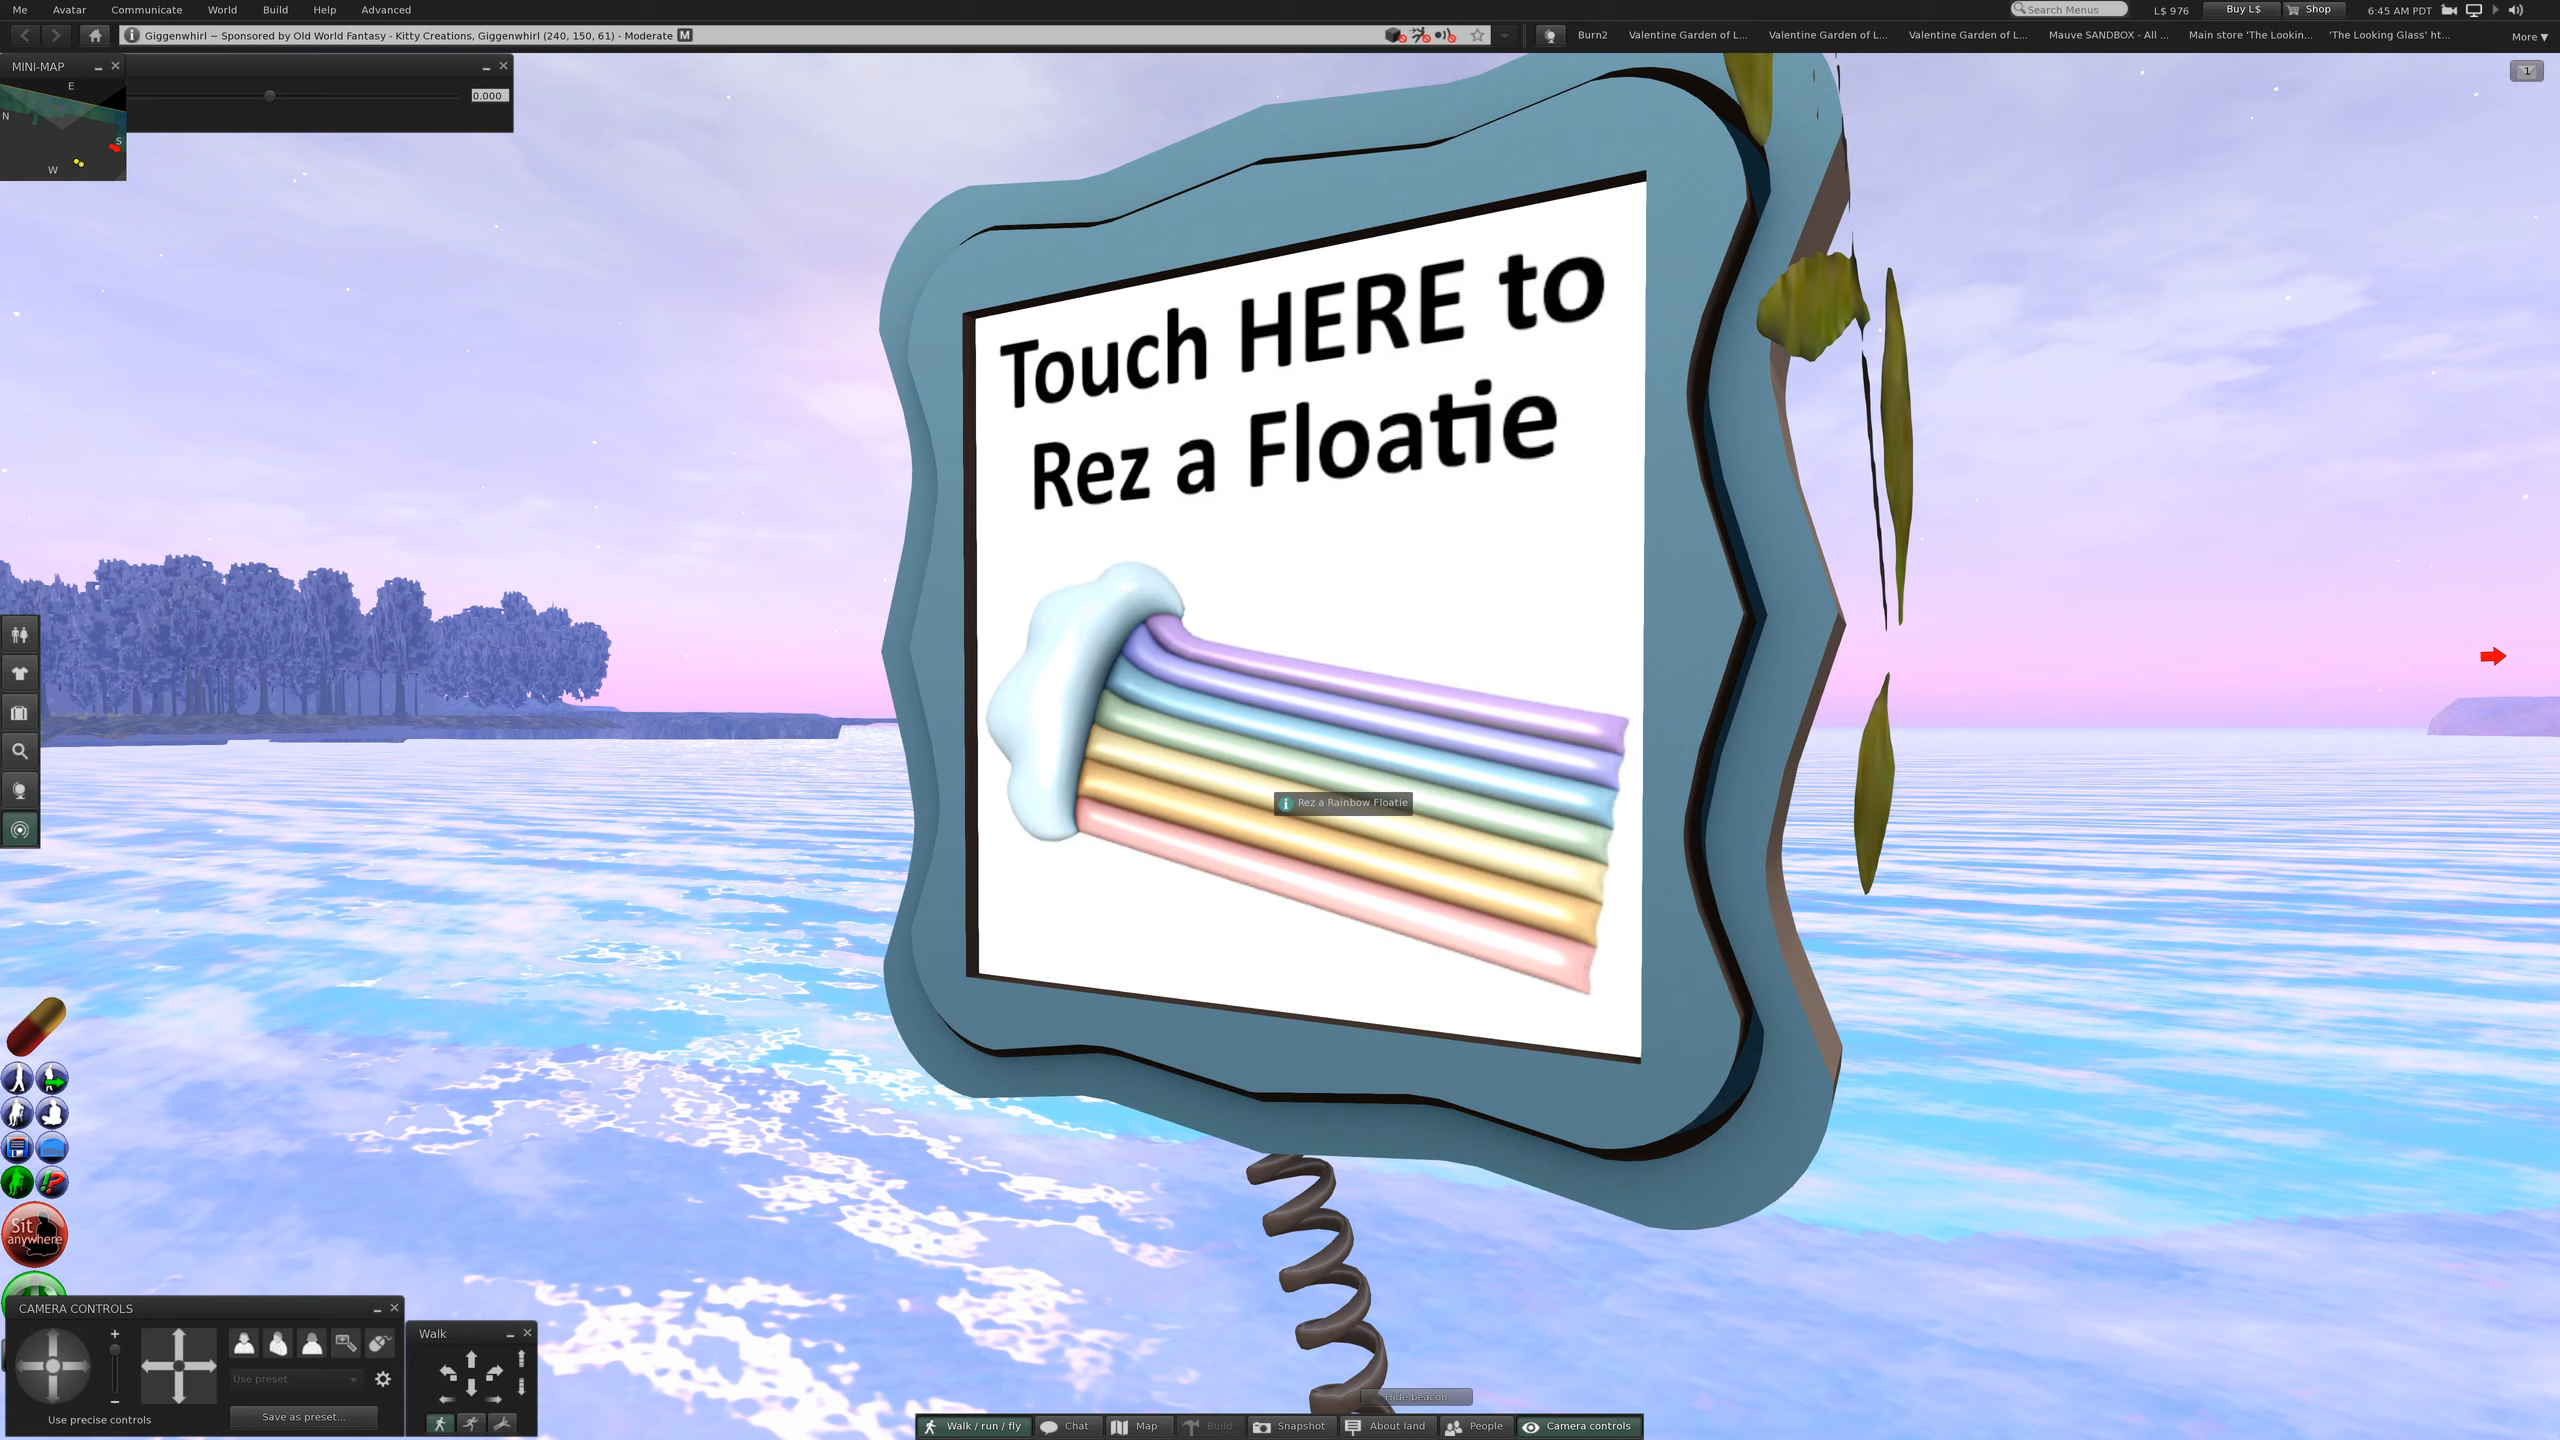 Me Avatar Communicate World Build Help Advanced
Search Menus L$ 976 Buy L$ Shop 6:45 AM PDT
Giggenwhirl ~ Sponsored by Old World Fantasy - Kitty Creations, Giggenwhirl (240, 150, 61) - Moderate M
Burn2 Valentine Garden of L... Valentine Garden of L... Valentine Garden of L... Mauve SANDBOX - All ... Main store 'The Lookin... 'The Looking Glass' ht... More ▼
MINI-MAP
1
0.000
E
N
S
W
Touch HERE to
Rez a Floatie
Rez a Rainbow Floatie
Sit
anywhere
CAMERA CONTROLS
Walk
Use preset
Save as preset...
Use precise controls
Hide beacon
Walk / run / fly Chat Map Build Snapshot About land People Camera controls